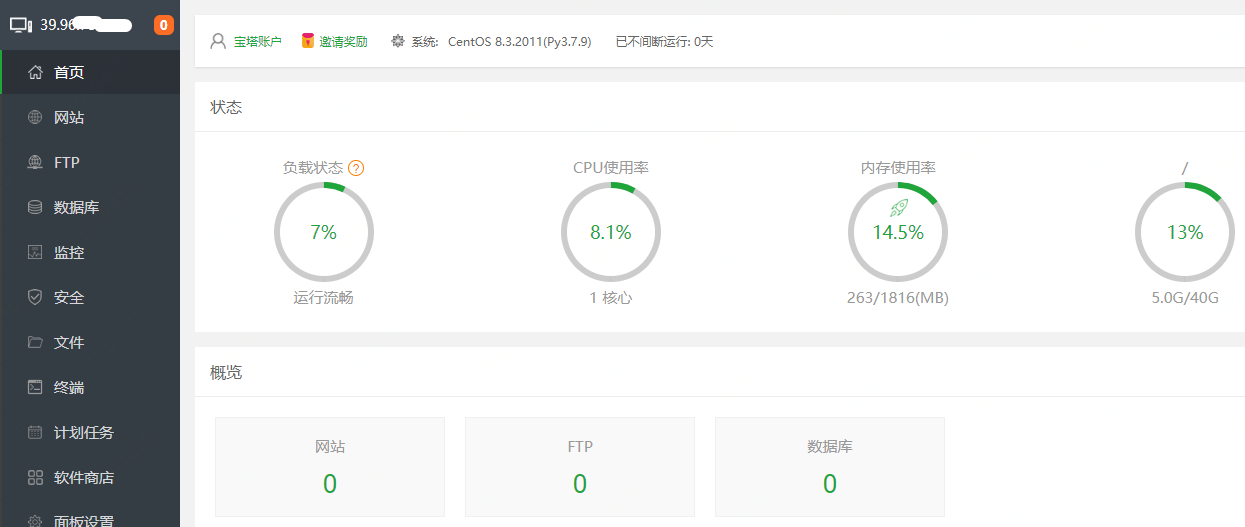 39.96.
0
首页
网站
FTP
数据库
监控
安全
文件
终端
计划任务
软件商店
面板设置
宝塔账户 邀请奖励 系统: CentOS 8.3.2011(Py3.7.9) 已不间断运行: 0天
状态
负载状态 ? CPU使用率 内存使用率 /
7% 8.1% 14.5% 13%
运行流畅 1 核心 263/1816(MB) 5.0G/40G
概览
网站 FTP 数据库
0 0 0